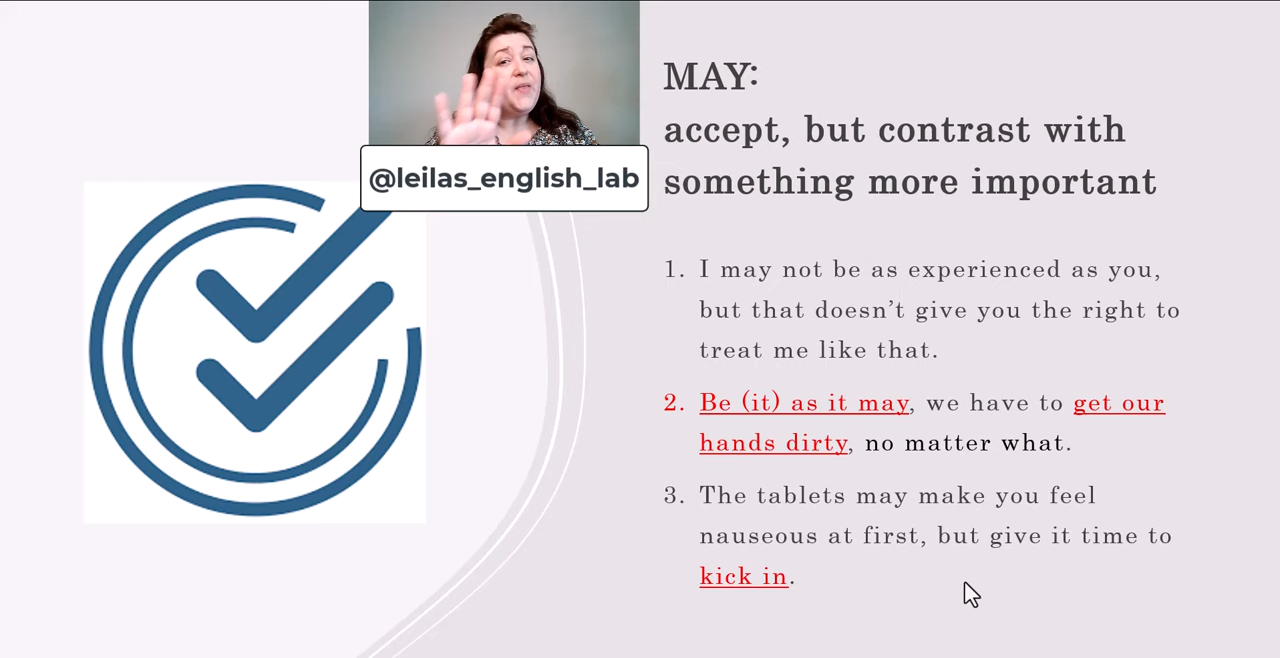 @leilas_english_lab
MAY:
accept, but contrast with
something more important
1. I may not be as experienced as you,
but that doesn’t give you the right to
treat me like that.
2. Be (it) as it may, we have to get our
hands dirty, no matter what.
3. The tablets may make you feel
nauseous at first, but give it time to
kick in.